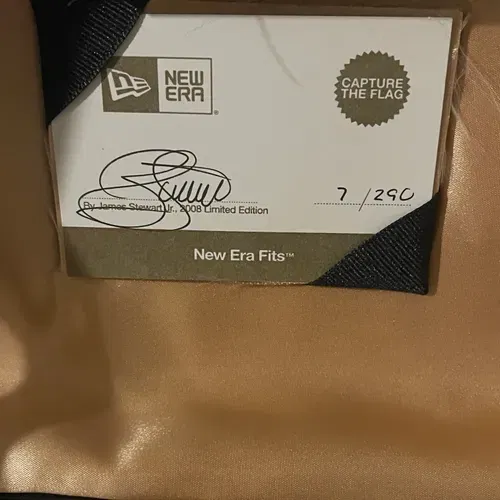 NEW
ERA
CAPTURE
THE FLAG
By James Stewart Jr., 2008 Limited Edition
7 /290
New Era Fits™